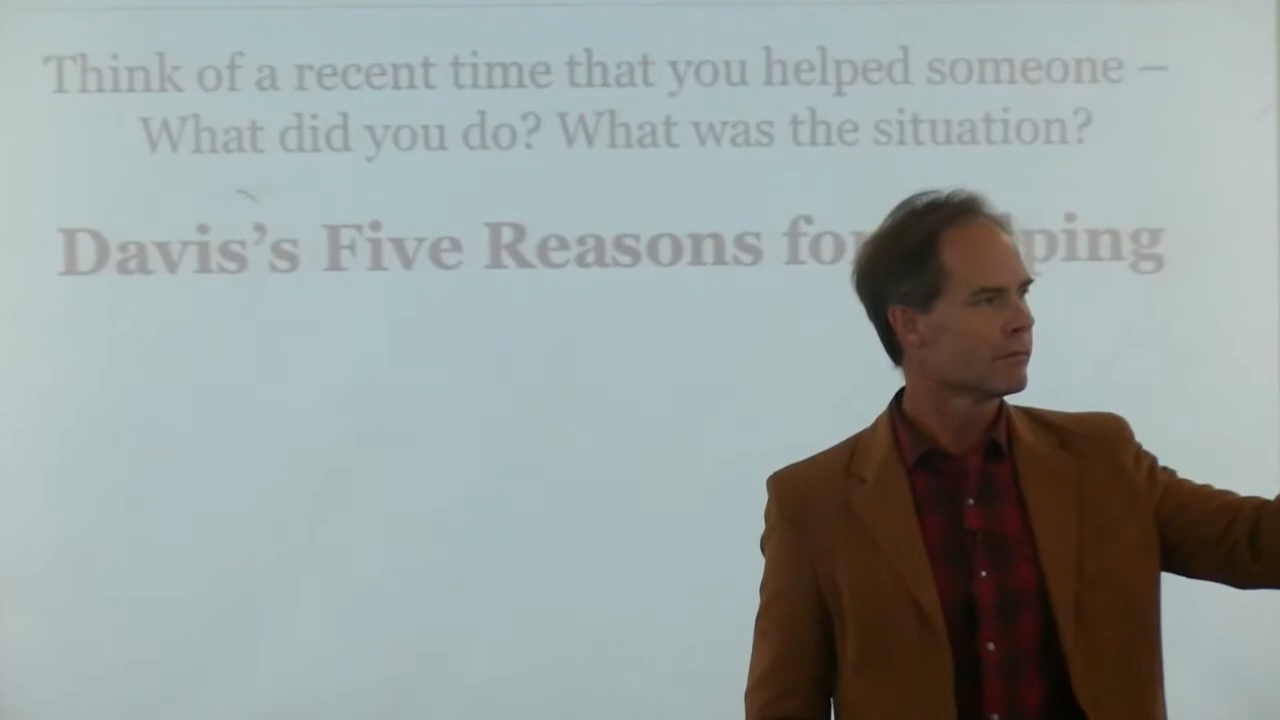 Think of a recent time that you helped someone –
What did you do? What was the situation?
Davis’s Five Reasons for